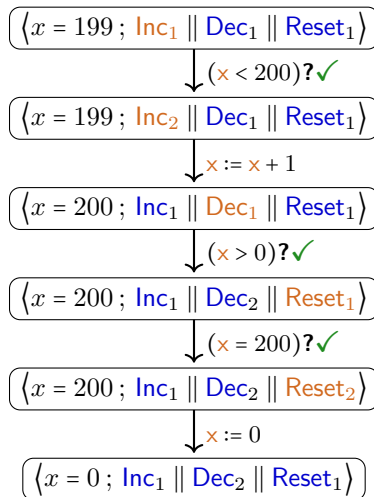 ⟨x = 199 ; Inc₁ || Dec₁ || Reset₁⟩
(x < 200)?✓
⟨x = 199 ; Inc₂ || Dec₁ || Reset₁⟩
x := x + 1
⟨x = 200 ; Inc₁ || Dec₁ || Reset₁⟩
(x > 0)?✓
⟨x = 200 ; Inc₁ || Dec₂ || Reset₁⟩
(x = 200)?✓
⟨x = 200 ; Inc₁ || Dec₂ || Reset₂⟩
x := 0
⟨x = 0 ; Inc₁ || Dec₂ || Reset₁⟩